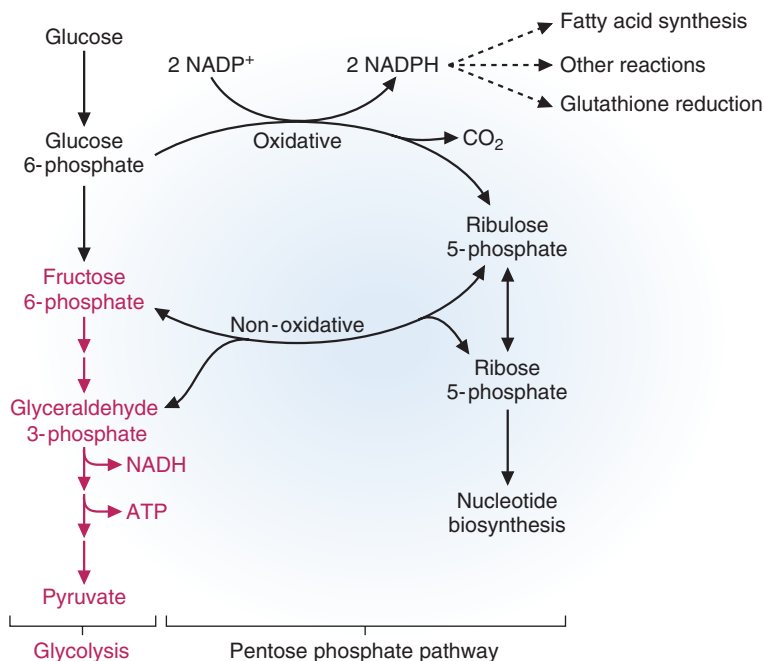 Glucose
2 NADP⁺
2 NADPH
Fatty acid synthesis
Other reactions
Glutathione reduction
Glucose
6-phosphate
Oxidative
CO₂
Ribulose
5-phosphate
Fructose
6-phosphate
Non-oxidative
Ribose
5-phosphate
Glyceraldehyde
3-phosphate
NADH
ATP
Nucleotide
biosynthesis
Pyruvate
Glycolysis
Pentose phosphate pathway